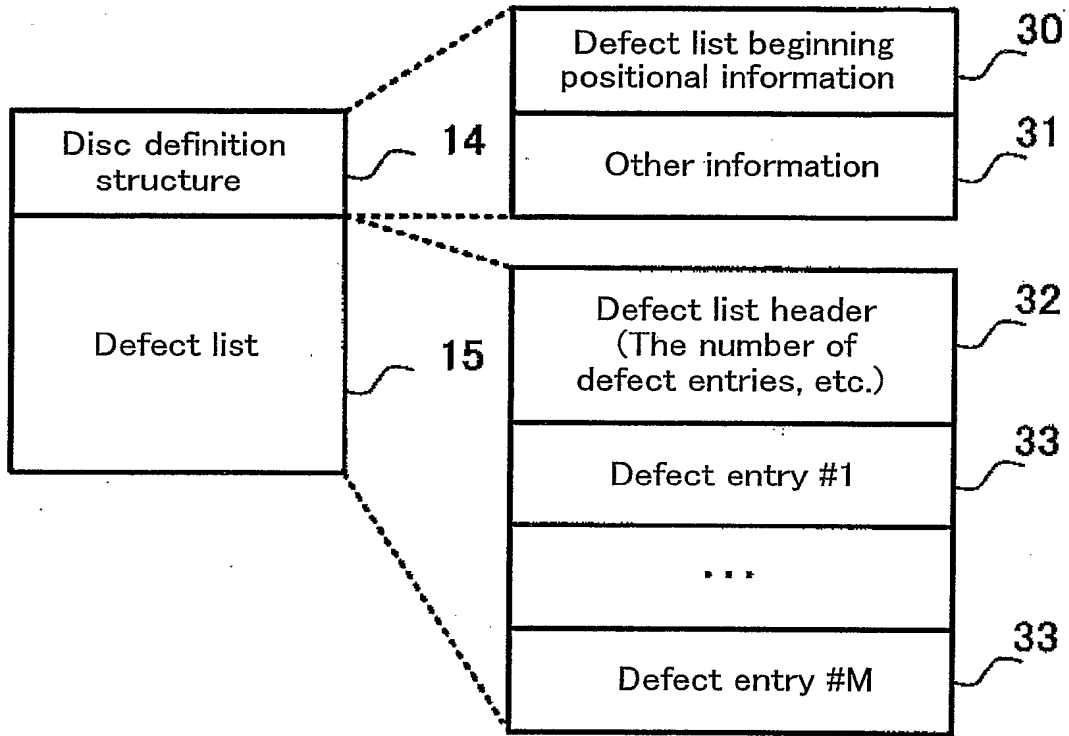 Disc definition
structure
14
Defect list
15
Defect list beginning
positional information
30
Other information
31
Defect list header
(The number of
defect entries, etc.)
32
Defect entry #1
33
...
Defect entry #M
33